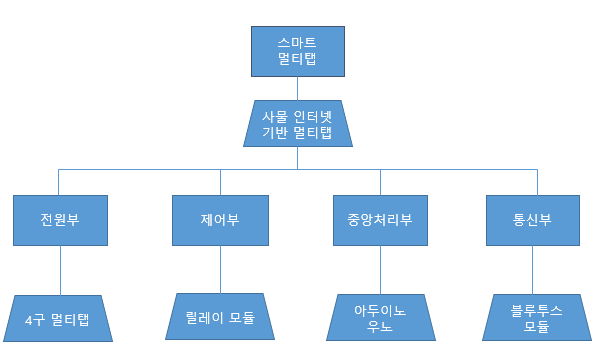 스마트
멀티탭
사물 인터넷
기반 멀티탭
전원부
제어부
중앙처리부
통신부
4구 멀티탭
릴레이 모듈
아두이노
우노
블루투스
모듈